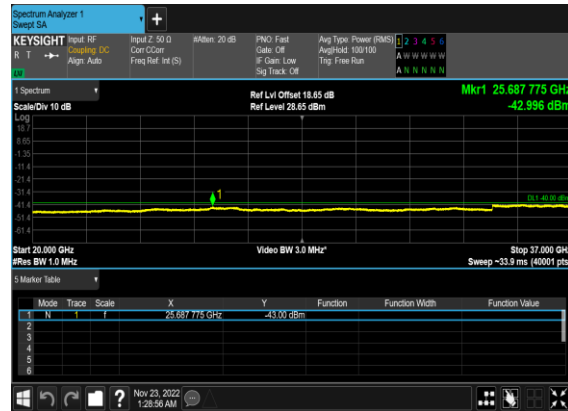 Spectrum Analyzer 1
Swept SA
+
KEYSIGHT Input: RF Input Z: 50 Ω #Atten: 20 dB PNO: Fast Avg Type: Power (RMS) 1 2 3 4 5 6
R T Coupling: DC Corr CCorr Gate: Off Avg|Hold: 100/100 A W W W W W
Align: Auto Freq Ref: Int (S) IF Gain: Low Trig: Free Run
Sig Track: Off A N N N N N
1 Spectrum Ref Lvl Offset 18.65 dB Mkr1 25.687 775 GHz
Scale/Div 10 dB Ref Level 28.65 dBm -42.996 dBm
Log
18.7
8.65
-1.35
-11.4
-21.4
-31.4
1
DL1 -40.00 dBm
-41.4
-51.4
-61.4
Start 20.000 GHz Video BW 3.0 MHz* Stop 37.000 GHz
#Res BW 1.0 MHz Sweep ~33.9 ms (40001 pts)
5 Marker Table
Mode Trace Scale X Y Function Function Width Function Value
1 N 1 f 25.687 775 GHz -43.00 dBm
2
3
4
5
6
? Nov 23, 2022
1:28:56 AM